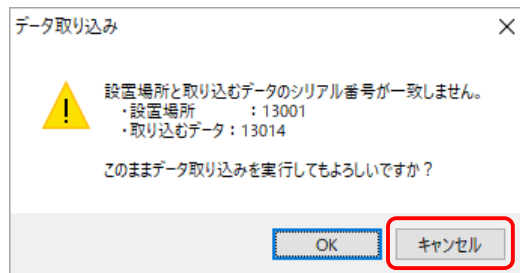 データ取り込み
設置場所と取り込むデータのシリアル番号が一致しません。
・設置場所　　　：13001
・取り込むデータ：13014
このままデータ取り込みを実行してもよろしいですか？
OK
キャンセル